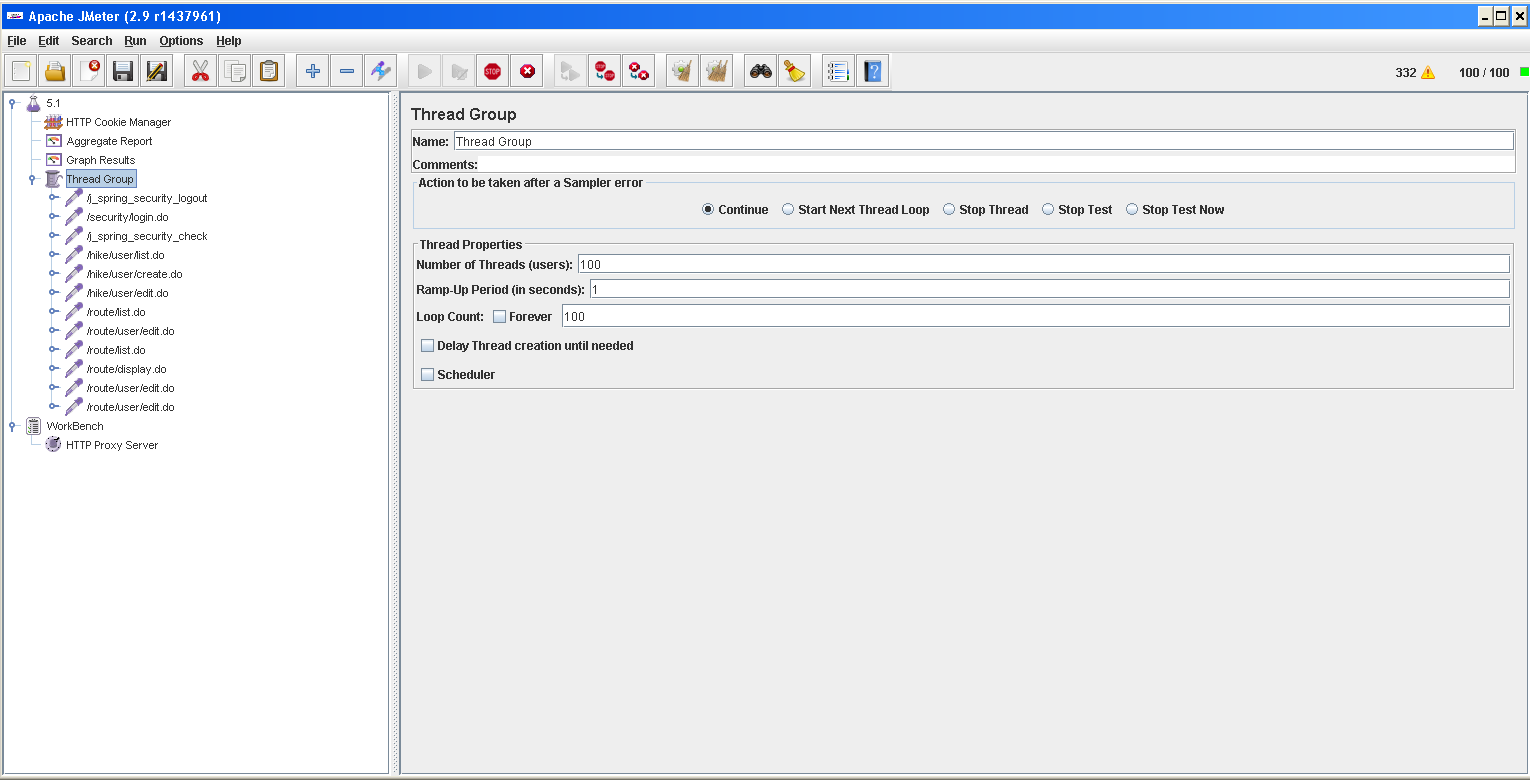 Apache JMeter (2.9 r1437961)
File Edit Search Run Options Help
STOP STOP STOP ? 332 100 / 100
5.1
HTTP Cookie Manager
Aggregate Report
Graph Results
Thread Group
/j_spring_security_logout
/security/login.do
/j_spring_security_check
/hike/user/list.do
/hike/user/create.do
/hike/user/edit.do
/route/list.do
/route/user/edit.do
/route/list.do
/route/display.do
/route/user/edit.do
/route/user/edit.do
WorkBench
HTTP Proxy Server
Thread Group
Name: Thread Group
Comments:
Action to be taken after a Sampler error
Continue Start Next Thread Loop Stop Thread Stop Test Stop Test Now
Thread Properties
Number of Threads (users): 100
Ramp-Up Period (in seconds): 1
Loop Count: Forever 100
Delay Thread creation until needed
Scheduler